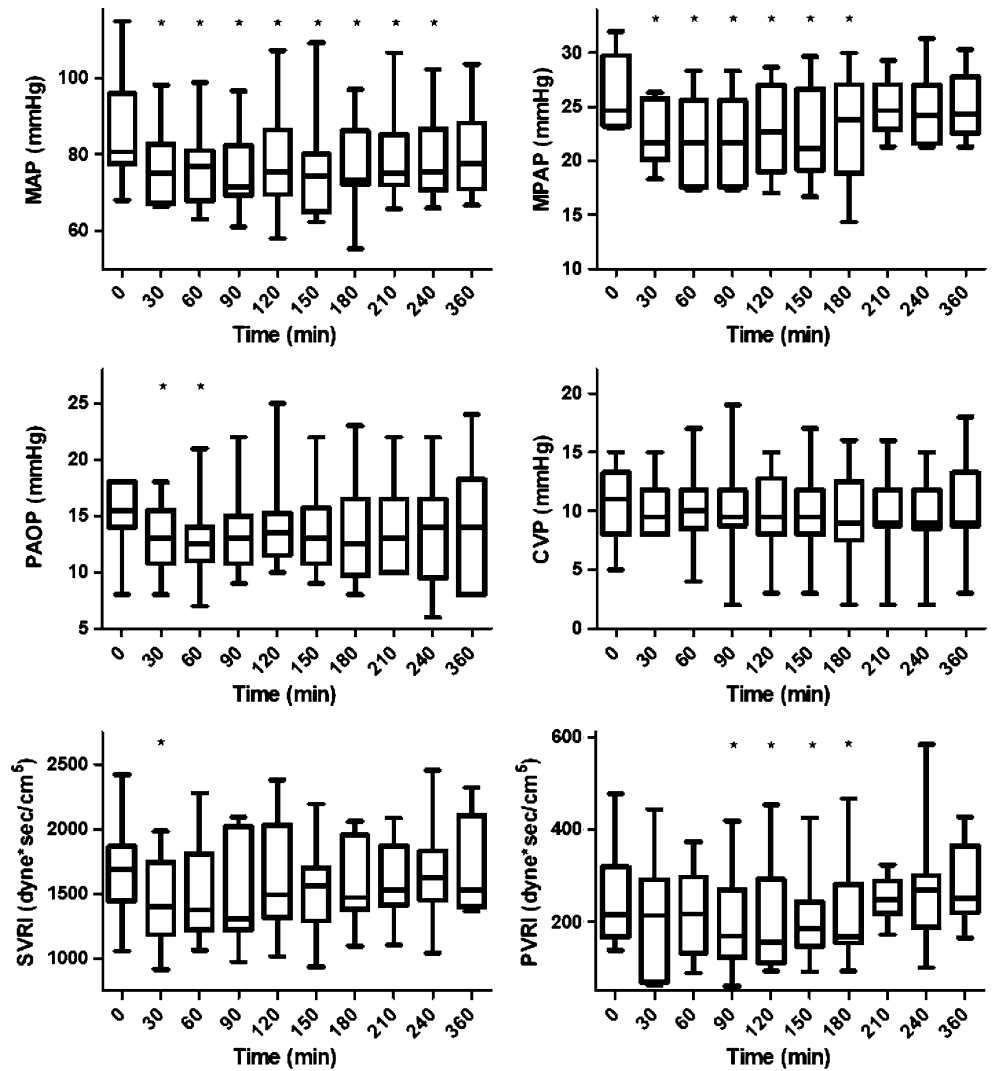 * * * * * * * *
MAP (mmHg)
100
80
60
0 30 60 90 120 150 180 210 240 360
Time (min)
* * * * * *
MPAP (mmHg)
30
25
20
15
10
0 30 60 90 120 150 180 210 240 360
Time (min)
* *
PAOP (mmHg)
25
20
15
10
5
0 30 60 90 120 150 180 210 240 360
Time (min)
CVP (mmHg)
20
15
10
5
0
0 30 60 90 120 150 180 210 240 360
Time (min)
*
SVRI (dyne*sec/cm⁵)
2500
2000
1500
1000
0 30 60 90 120 150 180 210 240 360
Time (min)
* * * *
PVRI (dyne*sec/cm⁵)
600
400
200
0 30 60 90 120 150 180 210 240 360
Time (min)